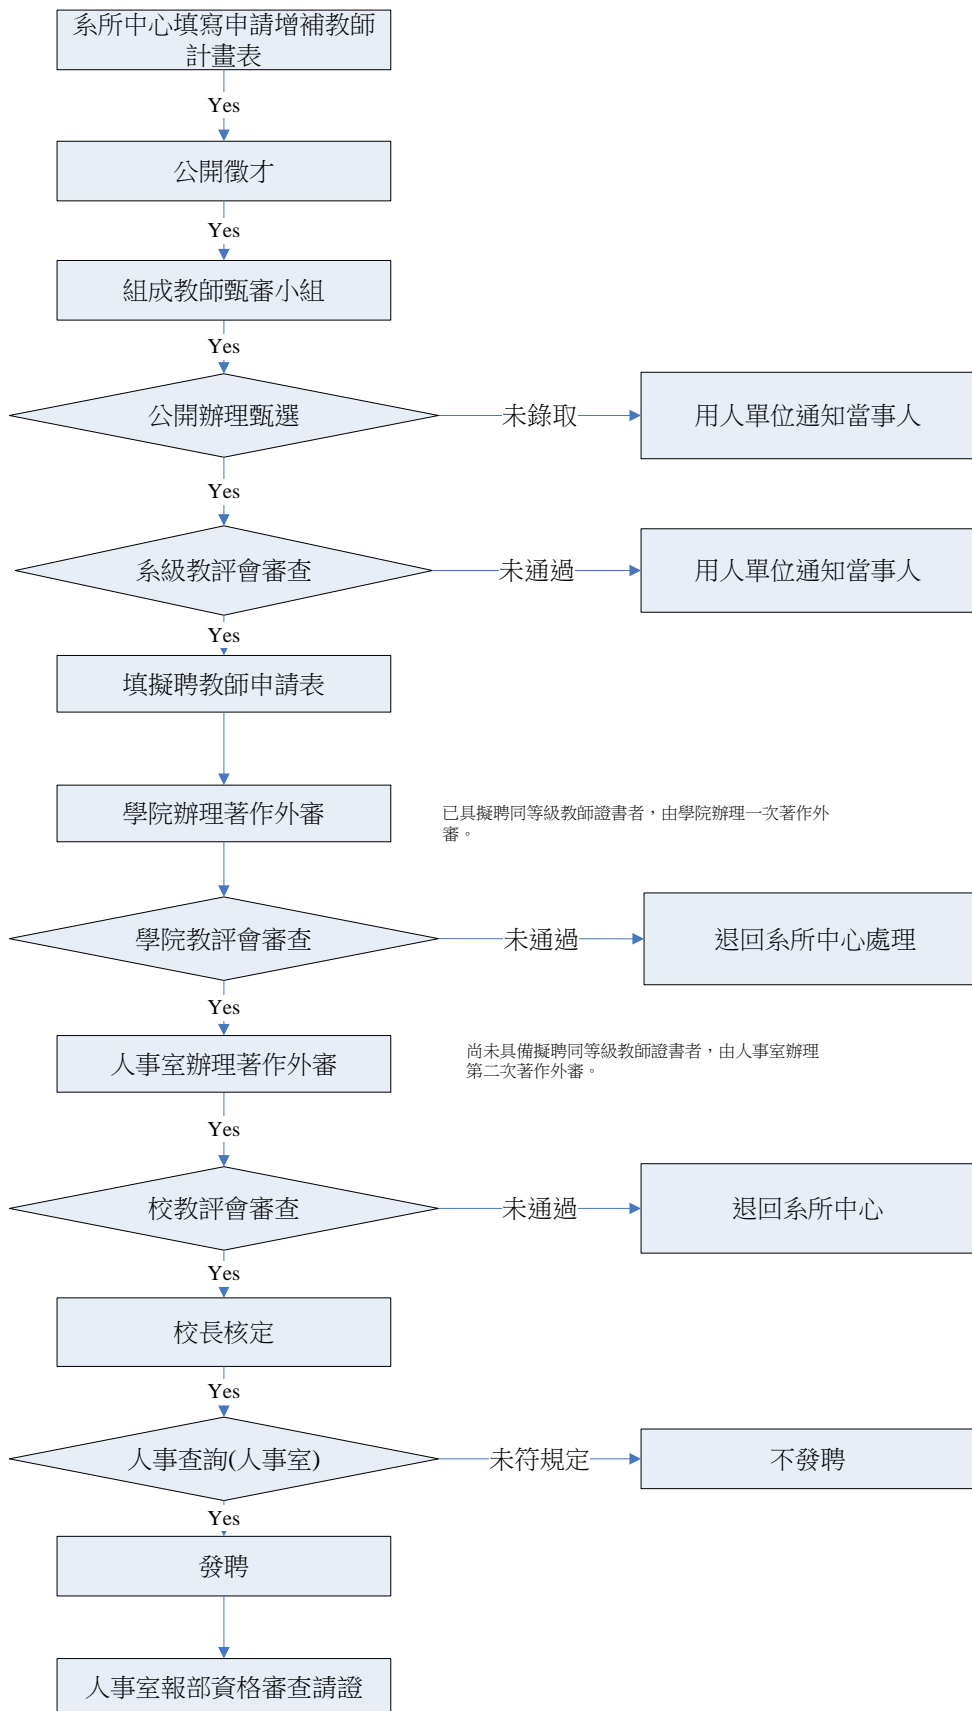 系所中心填寫申請增補教師
計畫表
Yes
公開徵才
Yes
組成教師甄審小組
Yes
公開辦理甄選
未錄取
用人單位通知當事人
Yes
系級教評會審查
未通過
用人單位通知當事人
Yes
填擬聘教師申請表
學院辦理著作外審
已具擬聘同等級教師證書者，由學院辦理一次著作外
審。
學院教評會審查
未通過
退回系所中心處理
Yes
人事室辦理著作外審
尚未具備擬聘同等級教師證書者，由人事室辦理
第二次著作外審。
Yes
校教評會審查
未通過
退回系所中心
Yes
校長核定
Yes
人事查詢(人事室)
未符規定
不發聘
Yes
發聘
人事室報部資格審查請證